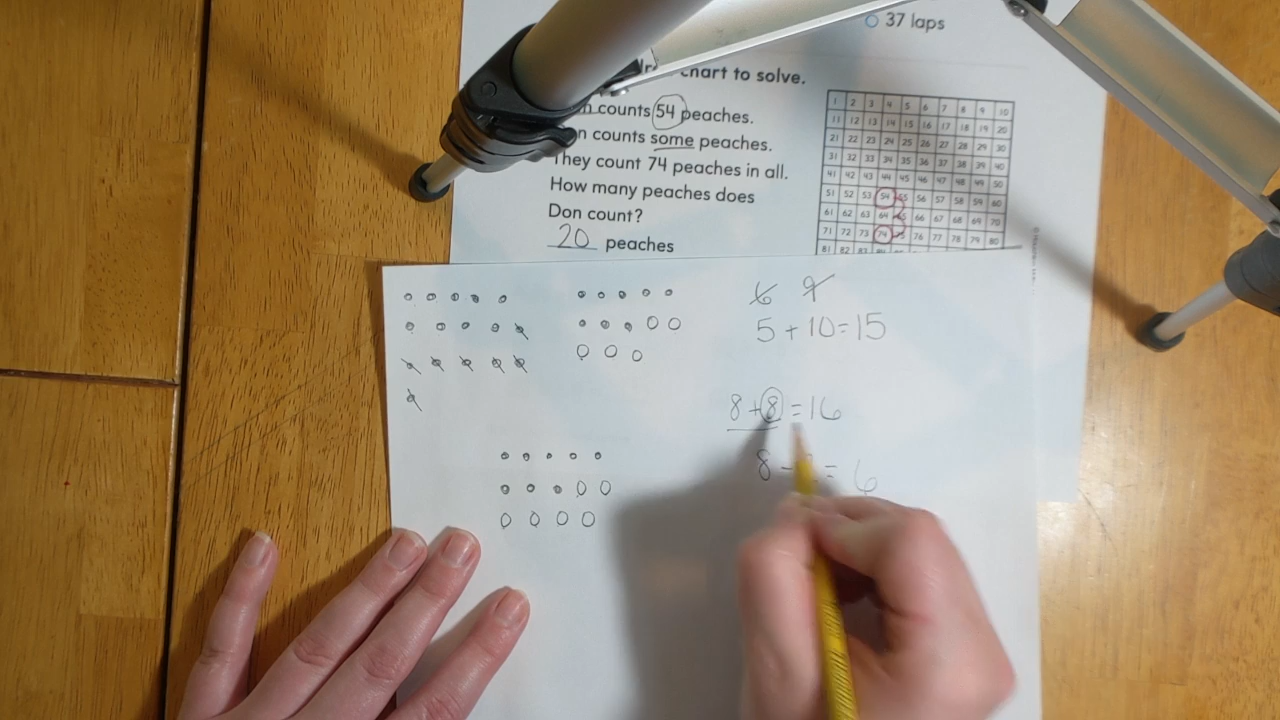 37 laps
chart to solve.
counts 54 peaches.
counts some peaches.
They count 74 peaches in all.
How many peaches does
Don count?
20 peaches
1 2 3 4 5 6 7 8 9 10
11 12 13 14 15 16 17 18 19 20
21 22 23 24 25 26 27 28 29 30
31 32 33 34 35 36 37 38 39 40
41 42 43 44 45 46 47 48 49 50
51 52 53 54 55 56 57 58 59 60
61 62 63 64 65 66 67 68 69 70
71 72 73 74 75 76 77 78 79 80
81 82 83
6 9
5 + 10 = 15
8 + 8 = 16
8 - = 6